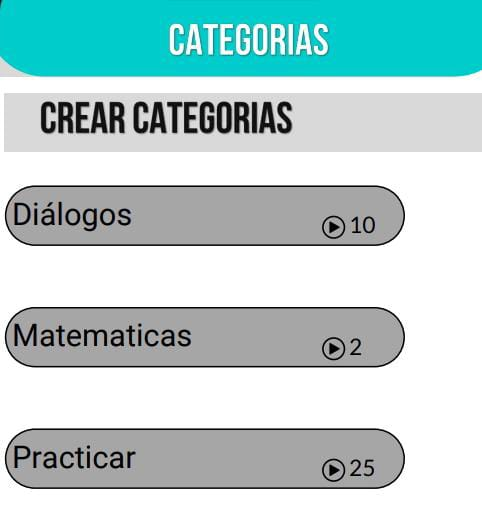 CATEGORIAS
CREAR CATEGORIAS
Diálogos
10
Matematicas
2
Practicar
25